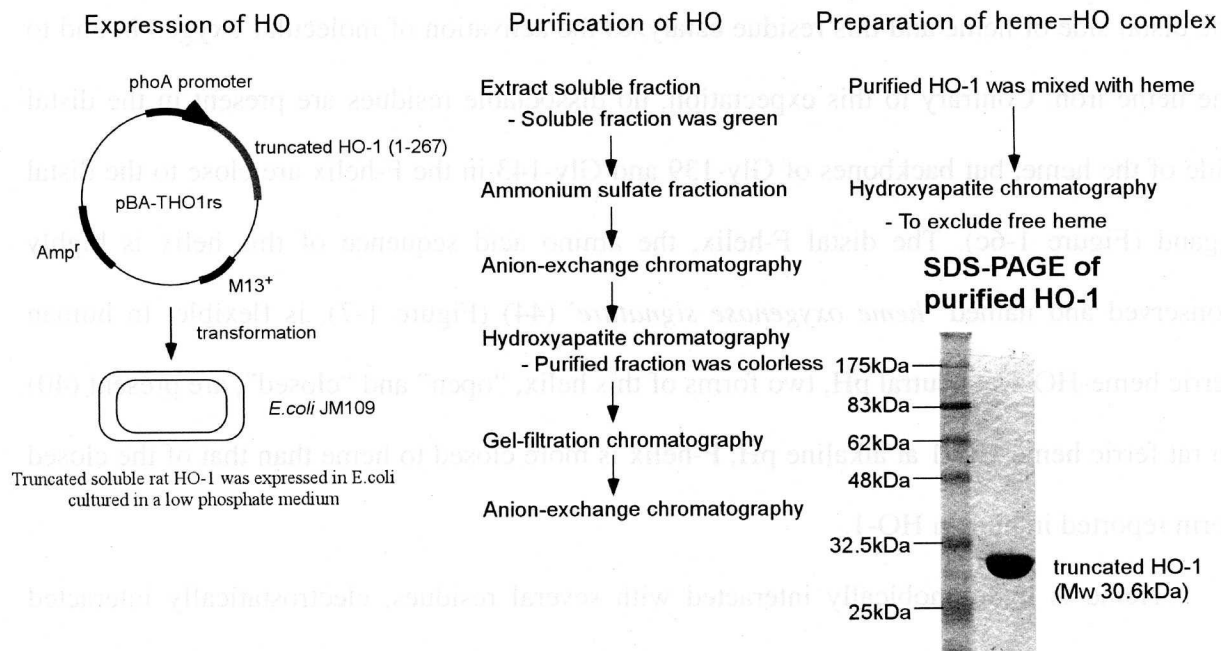 Expression of HO
phoA promoter
truncated HO-1 (1-267)
pBA-THO1rs
Ampr
M13+
transformation
E.coli JM109
Truncated soluble rat HO-1 was expressed in E.coli
cultured in a low phosphate medium
Purification of HO
Extract soluble fraction
- Soluble fraction was green
Ammonium sulfate fractionation
Anion-exchange chromatography
Hydroxyapatite chromatography
- Purified fraction was colorless
Gel-filtration chromatography
Anion-exchange chromatography
Preparation of heme-HO complex
Purified HO-1 was mixed with heme
Hydroxyapatite chromatography
- To exclude free heme
SDS-PAGE of
purified HO-1
175kDa
83kDa
62kDa
48kDa
32.5kDa
25kDa
truncated HO-1
(Mw 30.6kDa)